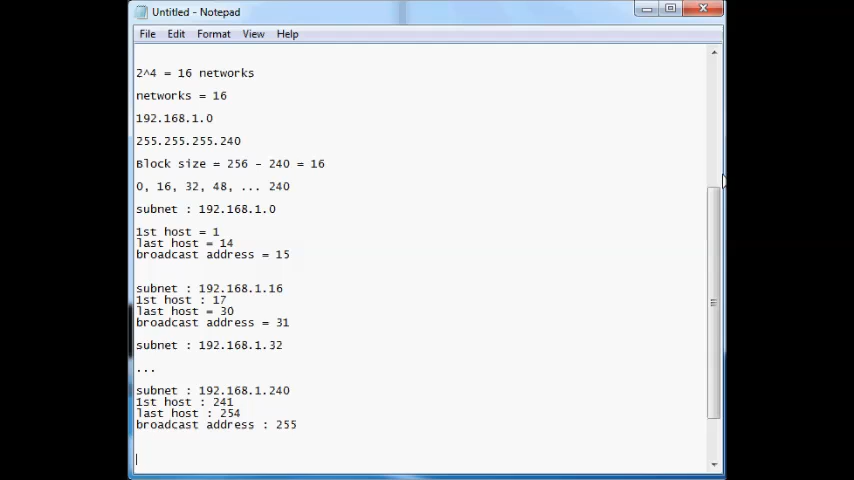 Untitled - Notepad
File Edit Format View Help
2^4 = 16 networks
networks = 16
192.168.1.0
255.255.255.240
Block size = 256 - 240 = 16
0, 16, 32, 48, ... 240
subnet : 192.168.1.0
1st host = 1
last host = 14
broadcast address = 15
subnet : 192.168.1.16
1st host : 17
last host = 30
broadcast address = 31
subnet : 192.168.1.32
...
subnet : 192.168.1.240
1st host : 241
last host : 254
broadcast address : 255